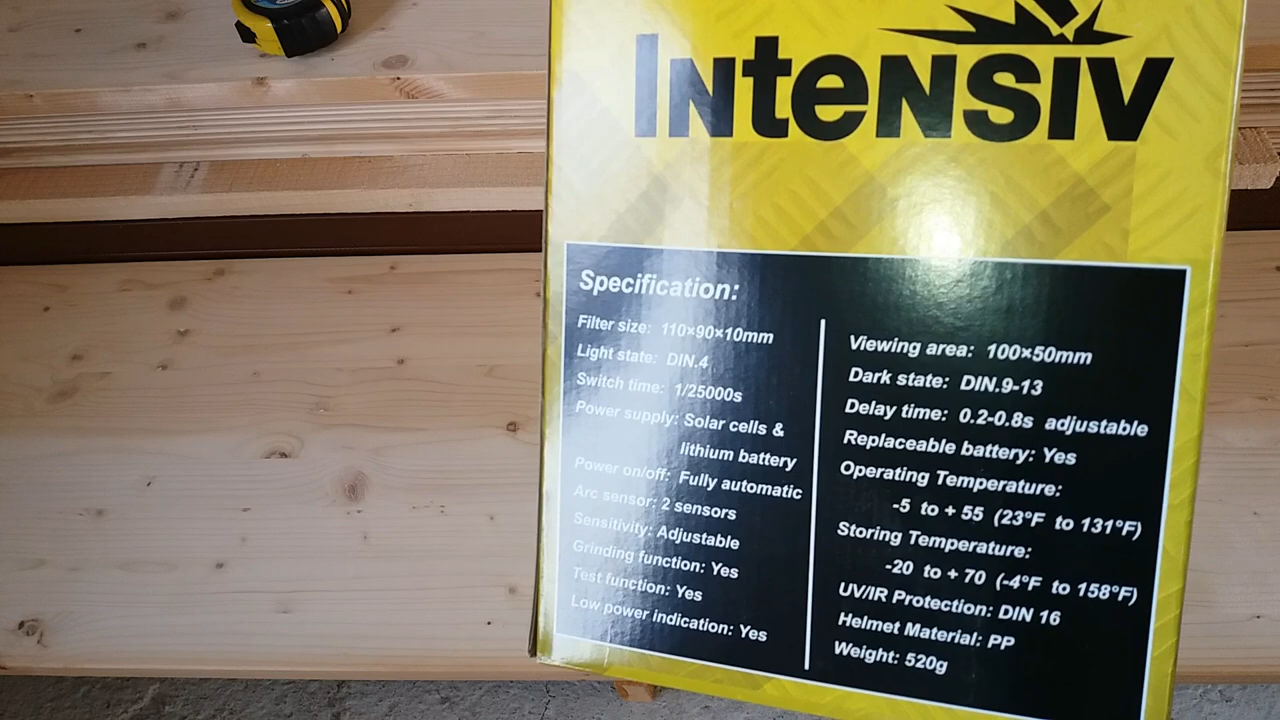 Intensiv
Specification:
Filter size: 110×90×10mm
Light state: DIN.4
Switch time: 1/25000s
Power supply: Solar cells &
lithium battery
Power on/off: Fully automatic
Arc sensor: 2 sensors
Sensitivity: Adjustable
Grinding function: Yes
Test function: Yes
Low power indication: Yes
Viewing area: 100×50mm
Dark state: DIN.9-13
Delay time: 0.2-0.8s adjustable
Replaceable battery: Yes
Operating Temperature:
-5 to + 55 (23°F to 131°F)
Storing Temperature:
-20 to + 70 (-4°F to 158°F)
UV/IR Protection: DIN 16
Helmet Material: PP
Weight: 520g